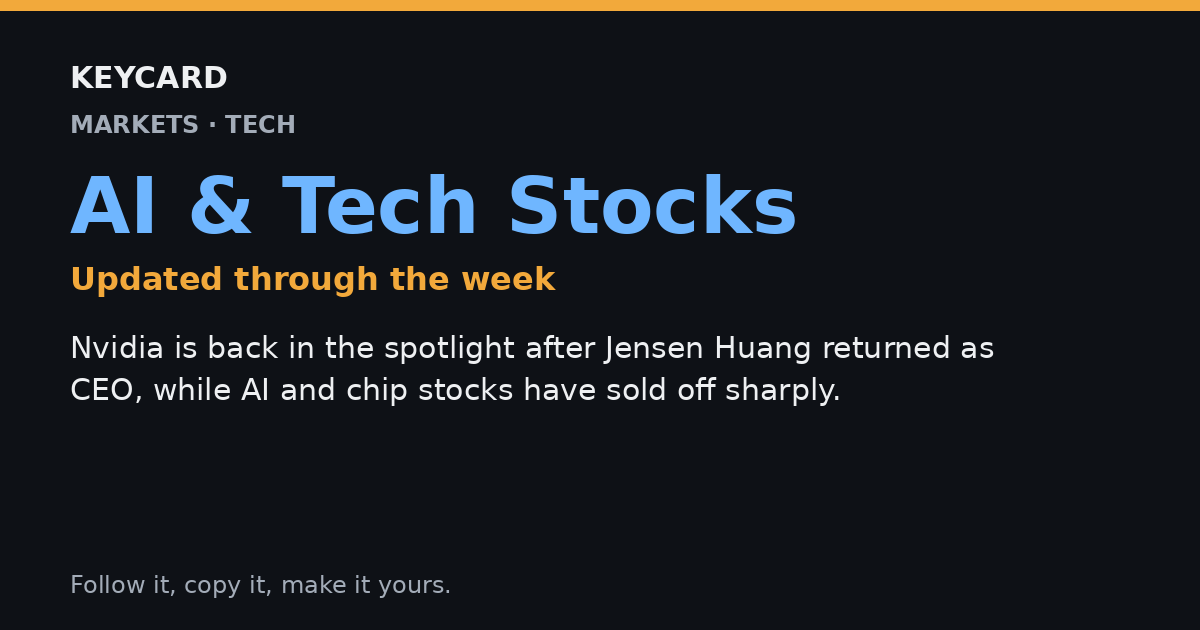 KEYCARD
MARKETS · TECH
AI & Tech Stocks
Updated through the week
Nvidia is back in the spotlight after Jensen Huang returned as
CEO, while AI and chip stocks have sold off sharply.
Follow it, copy it, make it yours.